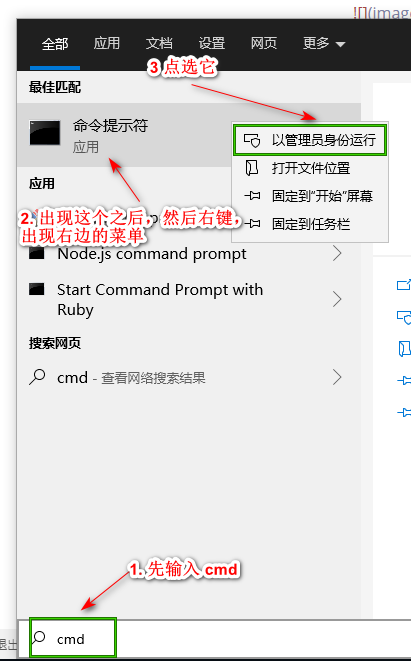 ![](image
全部 应用 文档 设置 网页 更多
3 点选它
最佳匹配
命令提示符
应用
以管理员身份运行
打开文件位置
固定到"开始"屏幕
固定到任务栏
应用
2. 出现这个之后，然后右键，
出现右边的菜单
Node.js command prompt
Start Command Prompt with
Ruby
搜索网页
cmd - 查看网络搜索结果
1. 先输入 cmd
退出
cmd